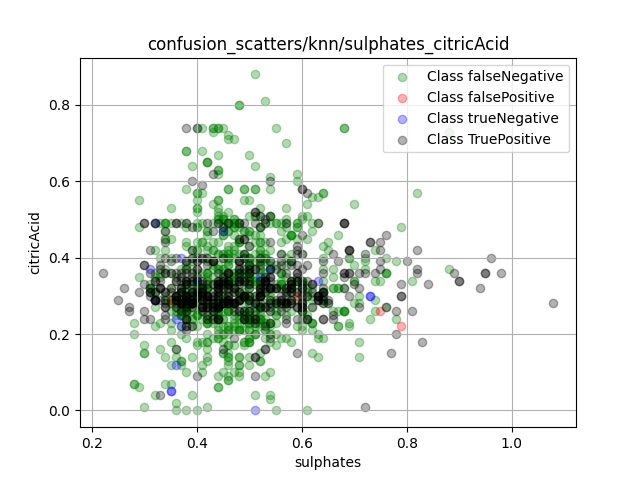 confusion_scatters/knn/sulphates_citricAcid
Class falseNegative
Class falsePositive
Class trueNegative
Class TruePositive
citricAcid
0.8
0.6
0.4
0.2
0.0
0.2 0.4 0.6 0.8 1.0
sulphates